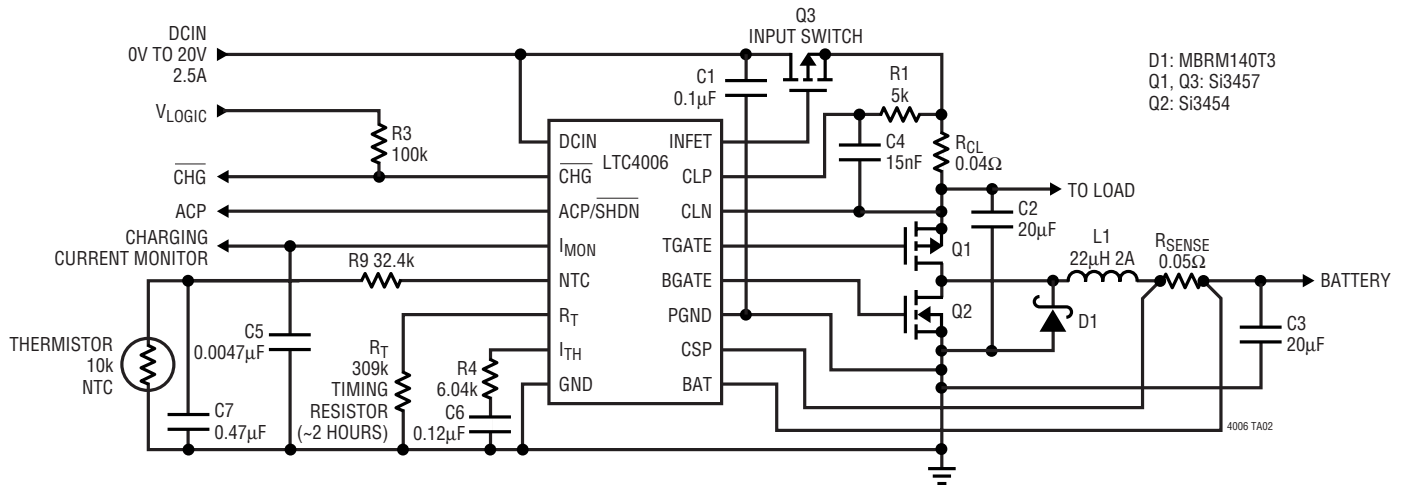 Q3
INPUT SWITCH
DCIN
0V TO 20V
2.5A
D1: MBRM140T3
Q1, Q3: Si3457
Q2: Si3454
C1
0.1µF
R1
5k
VLOGIC
R3
100k
C4
15nF
RCL
0.04Ω
LTC4006
DCIN
CHG
ACP/SHDN
IMON
NTC
RT
ITH
GND
INFET
CLP
CLN
TGATE
BGATE
PGND
CSP
BAT
CHG
ACP
CHARGING
CURRENT MONITOR
TO LOAD
C2
20µF
Q1
L1
22µH 2A
RSENSE
0.05Ω
BATTERY
R9 32.4k
Q2
D1
C3
20µF
THERMISTOR
10k
NTC
C5
0.0047µF
RT
309k
TIMING
RESISTOR
(~2 HOURS)
R4
6.04k
C7
0.47µF
C6
0.12µF
4006 TA02